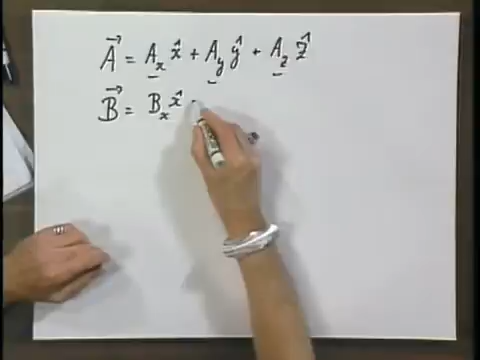 A⃗ = Aₓ x̂ + A_y ŷ + A_z ẑ
B⃗ = Bₓ x̂